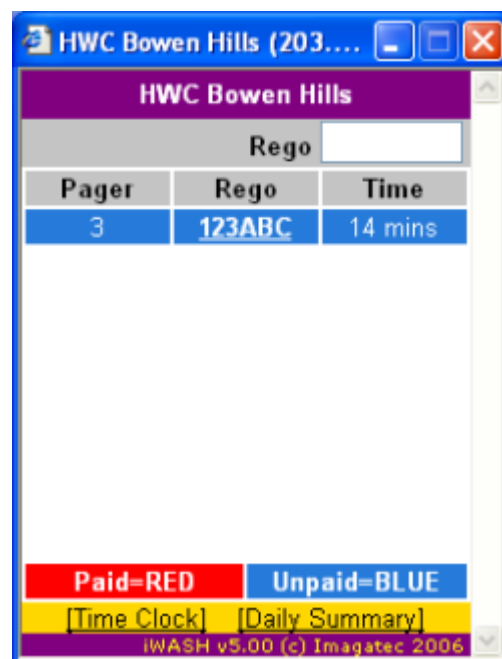 HWC Bowen Hills (203....
HWC Bowen Hills
Rego
Pager Rego Time
3 123ABC 14 mins
Paid=RED Unpaid=BLUE
[Time Clock] [Daily Summary]
iWASH v5.00 (c) Imagatec 2006